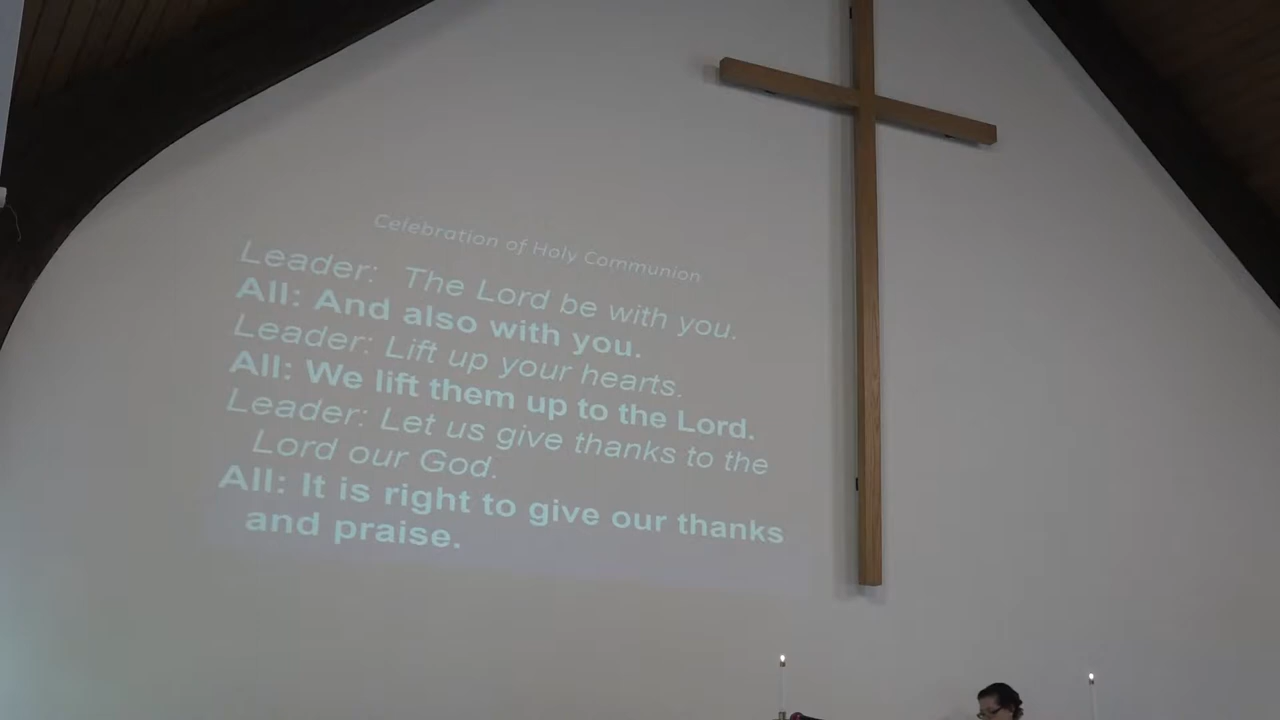 Celebration of Holy Communion
Leader: The Lord be with you.
All: And also with you.
Leader: Lift up your hearts.
All: We lift them up to the Lord.
Leader: Let us give thanks to the
Lord our God.
All: It is right to give our thanks
and praise.